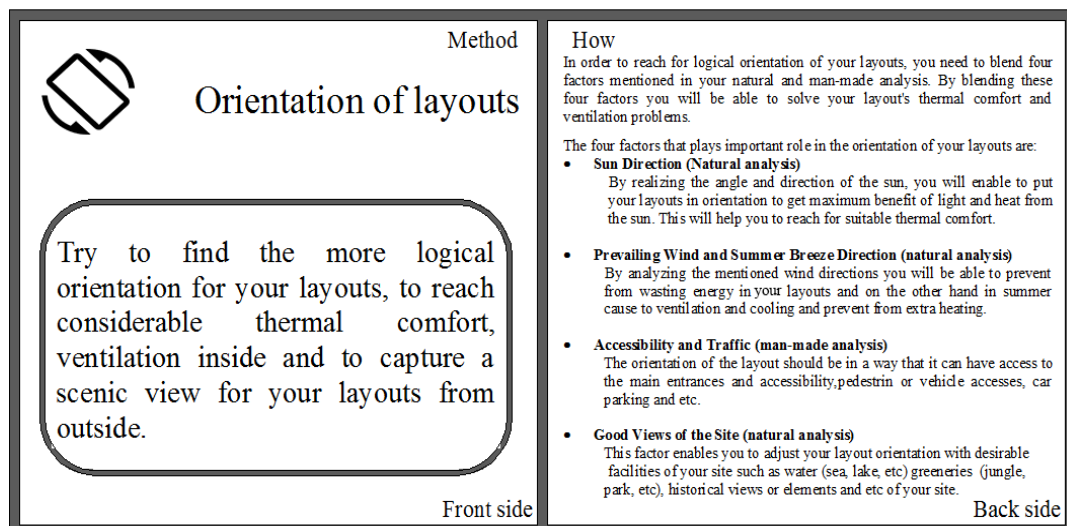 Method
Orientation of layouts
Try to find the more logical
orientation for your layouts, to reach
considerable thermal comfort,
ventilation inside and to capture a
scenic view for your layouts from
outside.
Front side
How
In order to reach for logical orientation of your layouts, you need to blend four
factors mentioned in your natural and man-made analysis. By blending these
four factors you will be able to solve your layout's thermal comfort and
ventilation problems.
The four factors that plays important role in the orientation of your layouts are:
• Sun Direction (Natural analysis)
By realizing the angle and direction of the sun, you will enable to put
your layouts in orientation to get maximum benefit of light and heat from
the sun. This will help you to reach for suitable thermal comfort.
• Prevailing Wind and Summer Breeze Direction (natural analysis)
By analyzing the mentioned wind directions you will be able to prevent
from wasting energy in your layouts and on the other hand in summer
cause to ventilation and cooling and prevent from extra heating.
• Accessibility and Traffic (man-made analysis)
The orientation of the layout should be in a way that it can have access to
the main entrances and accessibility,pedestrin or vehicle accesses, car
parking and etc.
• Good Views of the Site (natural analysis)
This factor enables you to adjust your layout orientation with desirable
facilities of your site such as water (sea, lake, etc) greeneries (jungle,
park, etc), historical views or elements and etc of your site.
Back side